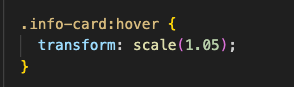 .info-card:hover {
  transform: scale(1.05);
}